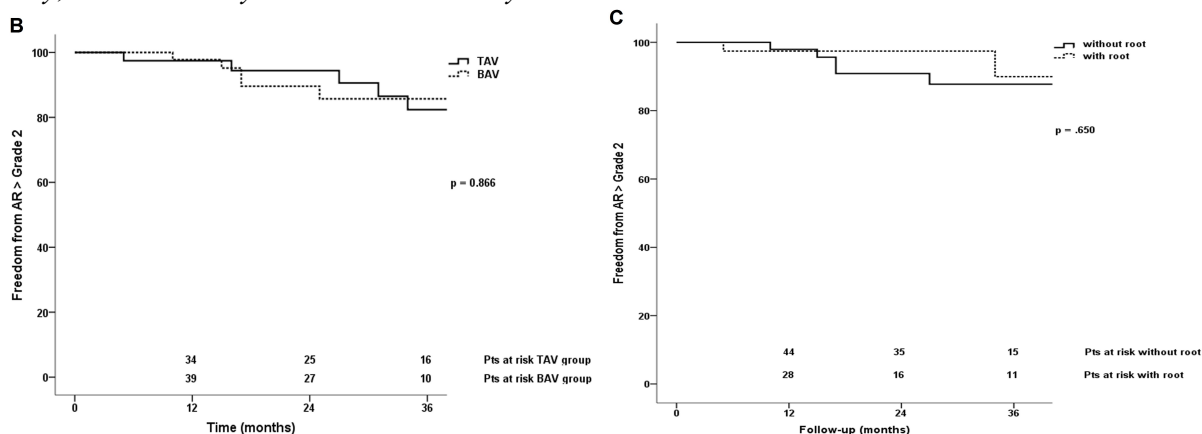 B
100
80
60
40
20
0
Freedom from AR > Grade 2
TAV
BAV
p = 0.866
34 25 16 Pts at risk TAV group
39 27 10 Pts at risk BAV group
0 12 24 36
Time (months)
C
100
80
60
40
20
0
Freedom from AR > Grade 2
without root
with root
p = .650
44 35 15 Pts at risk without root
28 16 11 Pts at risk with root
0 12 24 36
Follow-up (months)